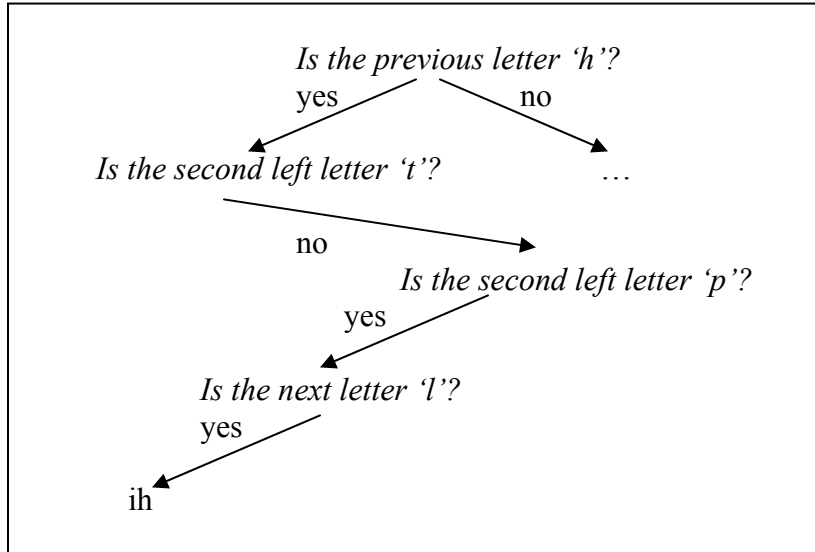 Is the previous letter ‘h’?
yes no
Is the second left letter ‘t’? …
no
Is the second left letter ‘p’?
yes
Is the next letter ‘l’?
yes
ih